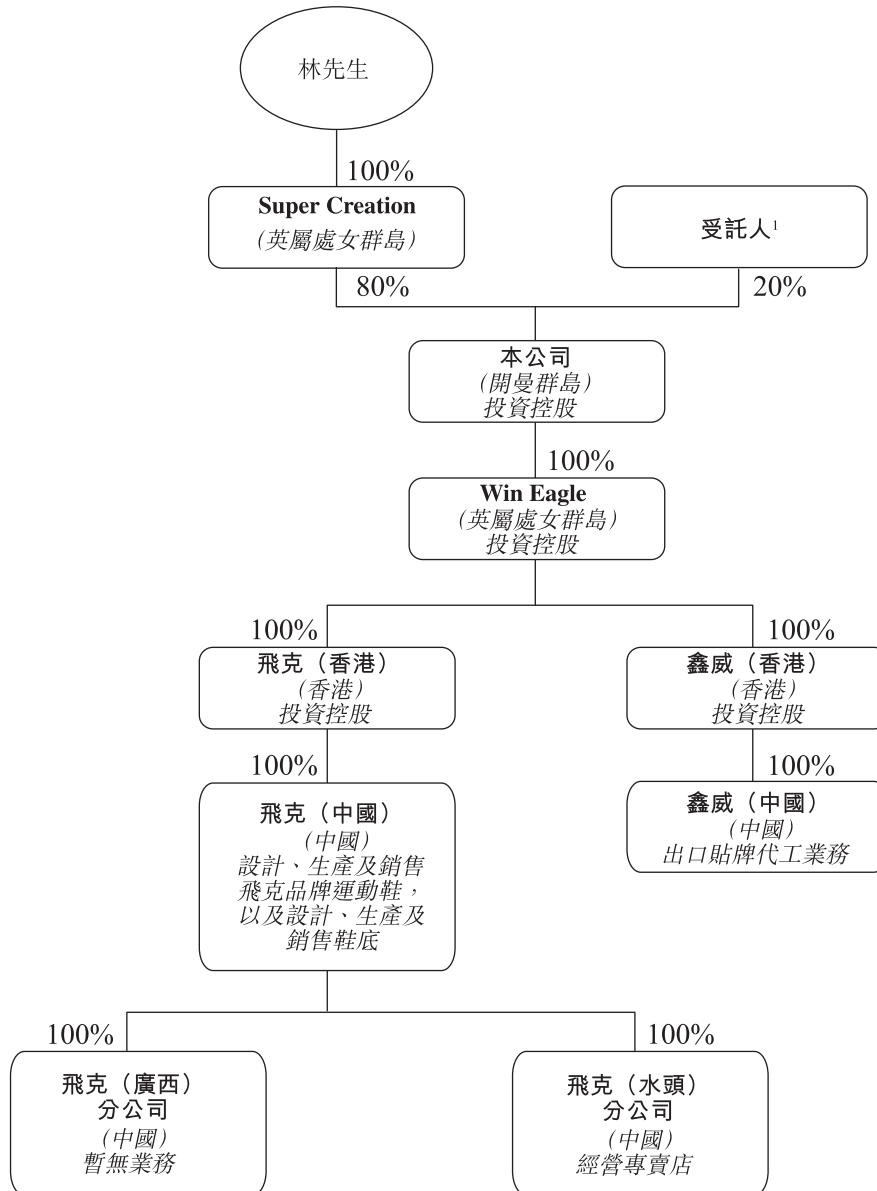 林先生
100%
Super Creation
(英屬處女群島)
受託人1
80%
20%
本公司
(開曼群島)
投資控股
100%
Win Eagle
(英屬處女群島)
投資控股
100%
100%
飛克（香港）
(香港)
投資控股
鑫威（香港）
(香港)
投資控股
100%
100%
飛克（中國）
(中國)
設計、生產及銷售
飛克品牌運動鞋，
以及設計、生產及
銷售鞋底
鑫威（中國）
(中國)
出口貼牌代工業務
100%
100%
飛克（廣西）
分公司
(中國)
暫無業務
飛克（水頭）
分公司
(中國)
經營專賣店